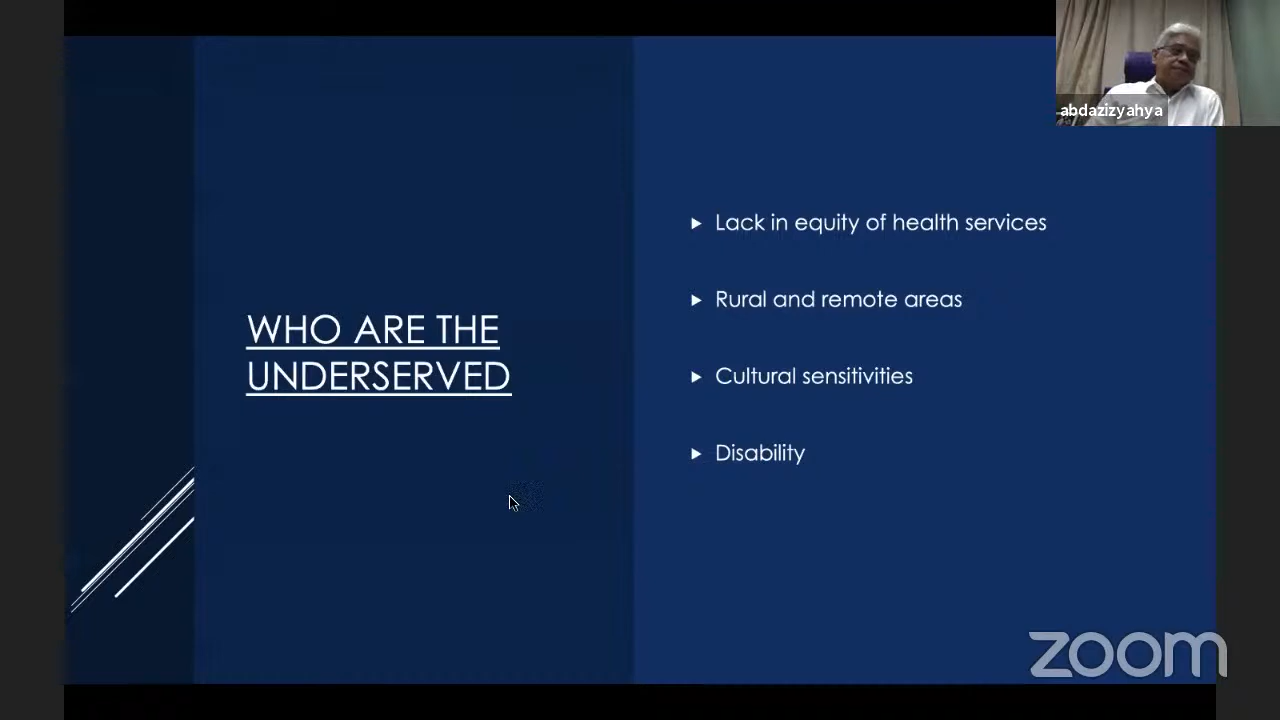 abdazizyahya
WHO ARE THE
UNDERSERVED
Lack in equity of health services
Rural and remote areas
Cultural sensitivities
Disability
zoom